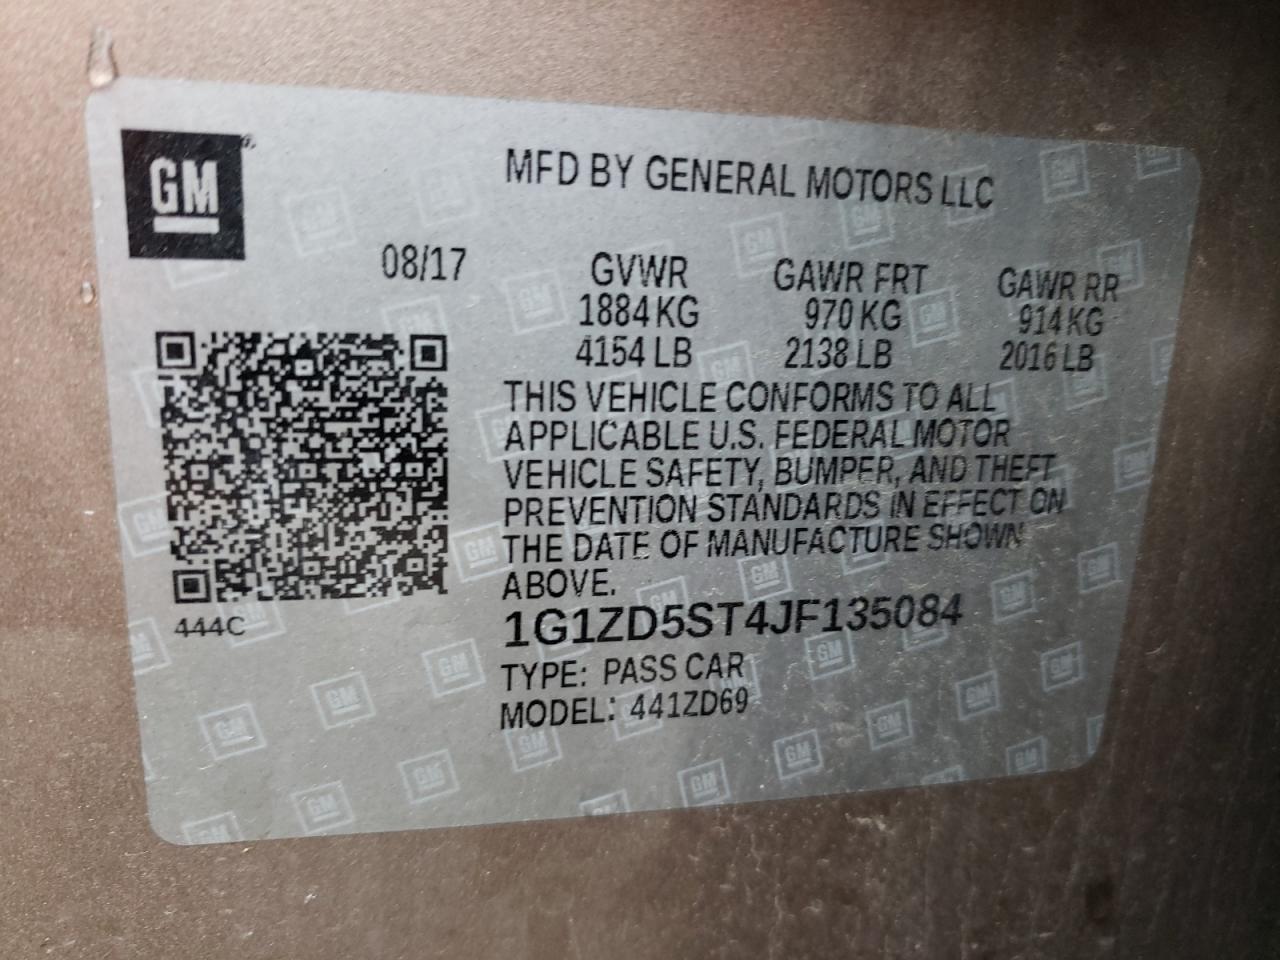 GM
MFD BY GENERAL MOTORS LLC
08/17
GVWR GAWR FRT GAWR RR
1884 KG 970 KG 914 KG
4154 LB 2138 LB 2016 LB
THIS VEHICLE CONFORMS TO ALL
APPLICABLE U.S. FEDERAL MOTOR
VEHICLE SAFETY, BUMPER, AND THEFT
PREVENTION STANDARDS IN EFFECT ON
THE DATE OF MANUFACTURE SHOWN
ABOVE.
444C
1G1ZD5ST4JF135084
TYPE: PASS CAR
MODEL: 441ZD69